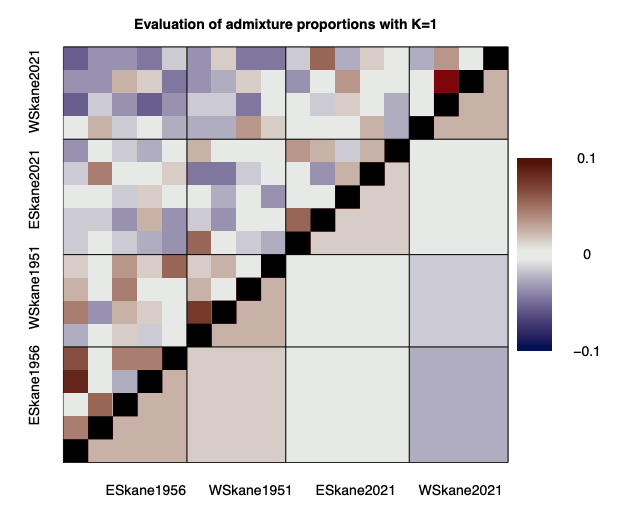 Evaluation of admixture proportions with K=1
WSkane2021
ESkane2021
WSkane1951
ESkane1956
0.1
0
−0.1
ESkane1956 WSkane1951 ESkane2021 WSkane2021